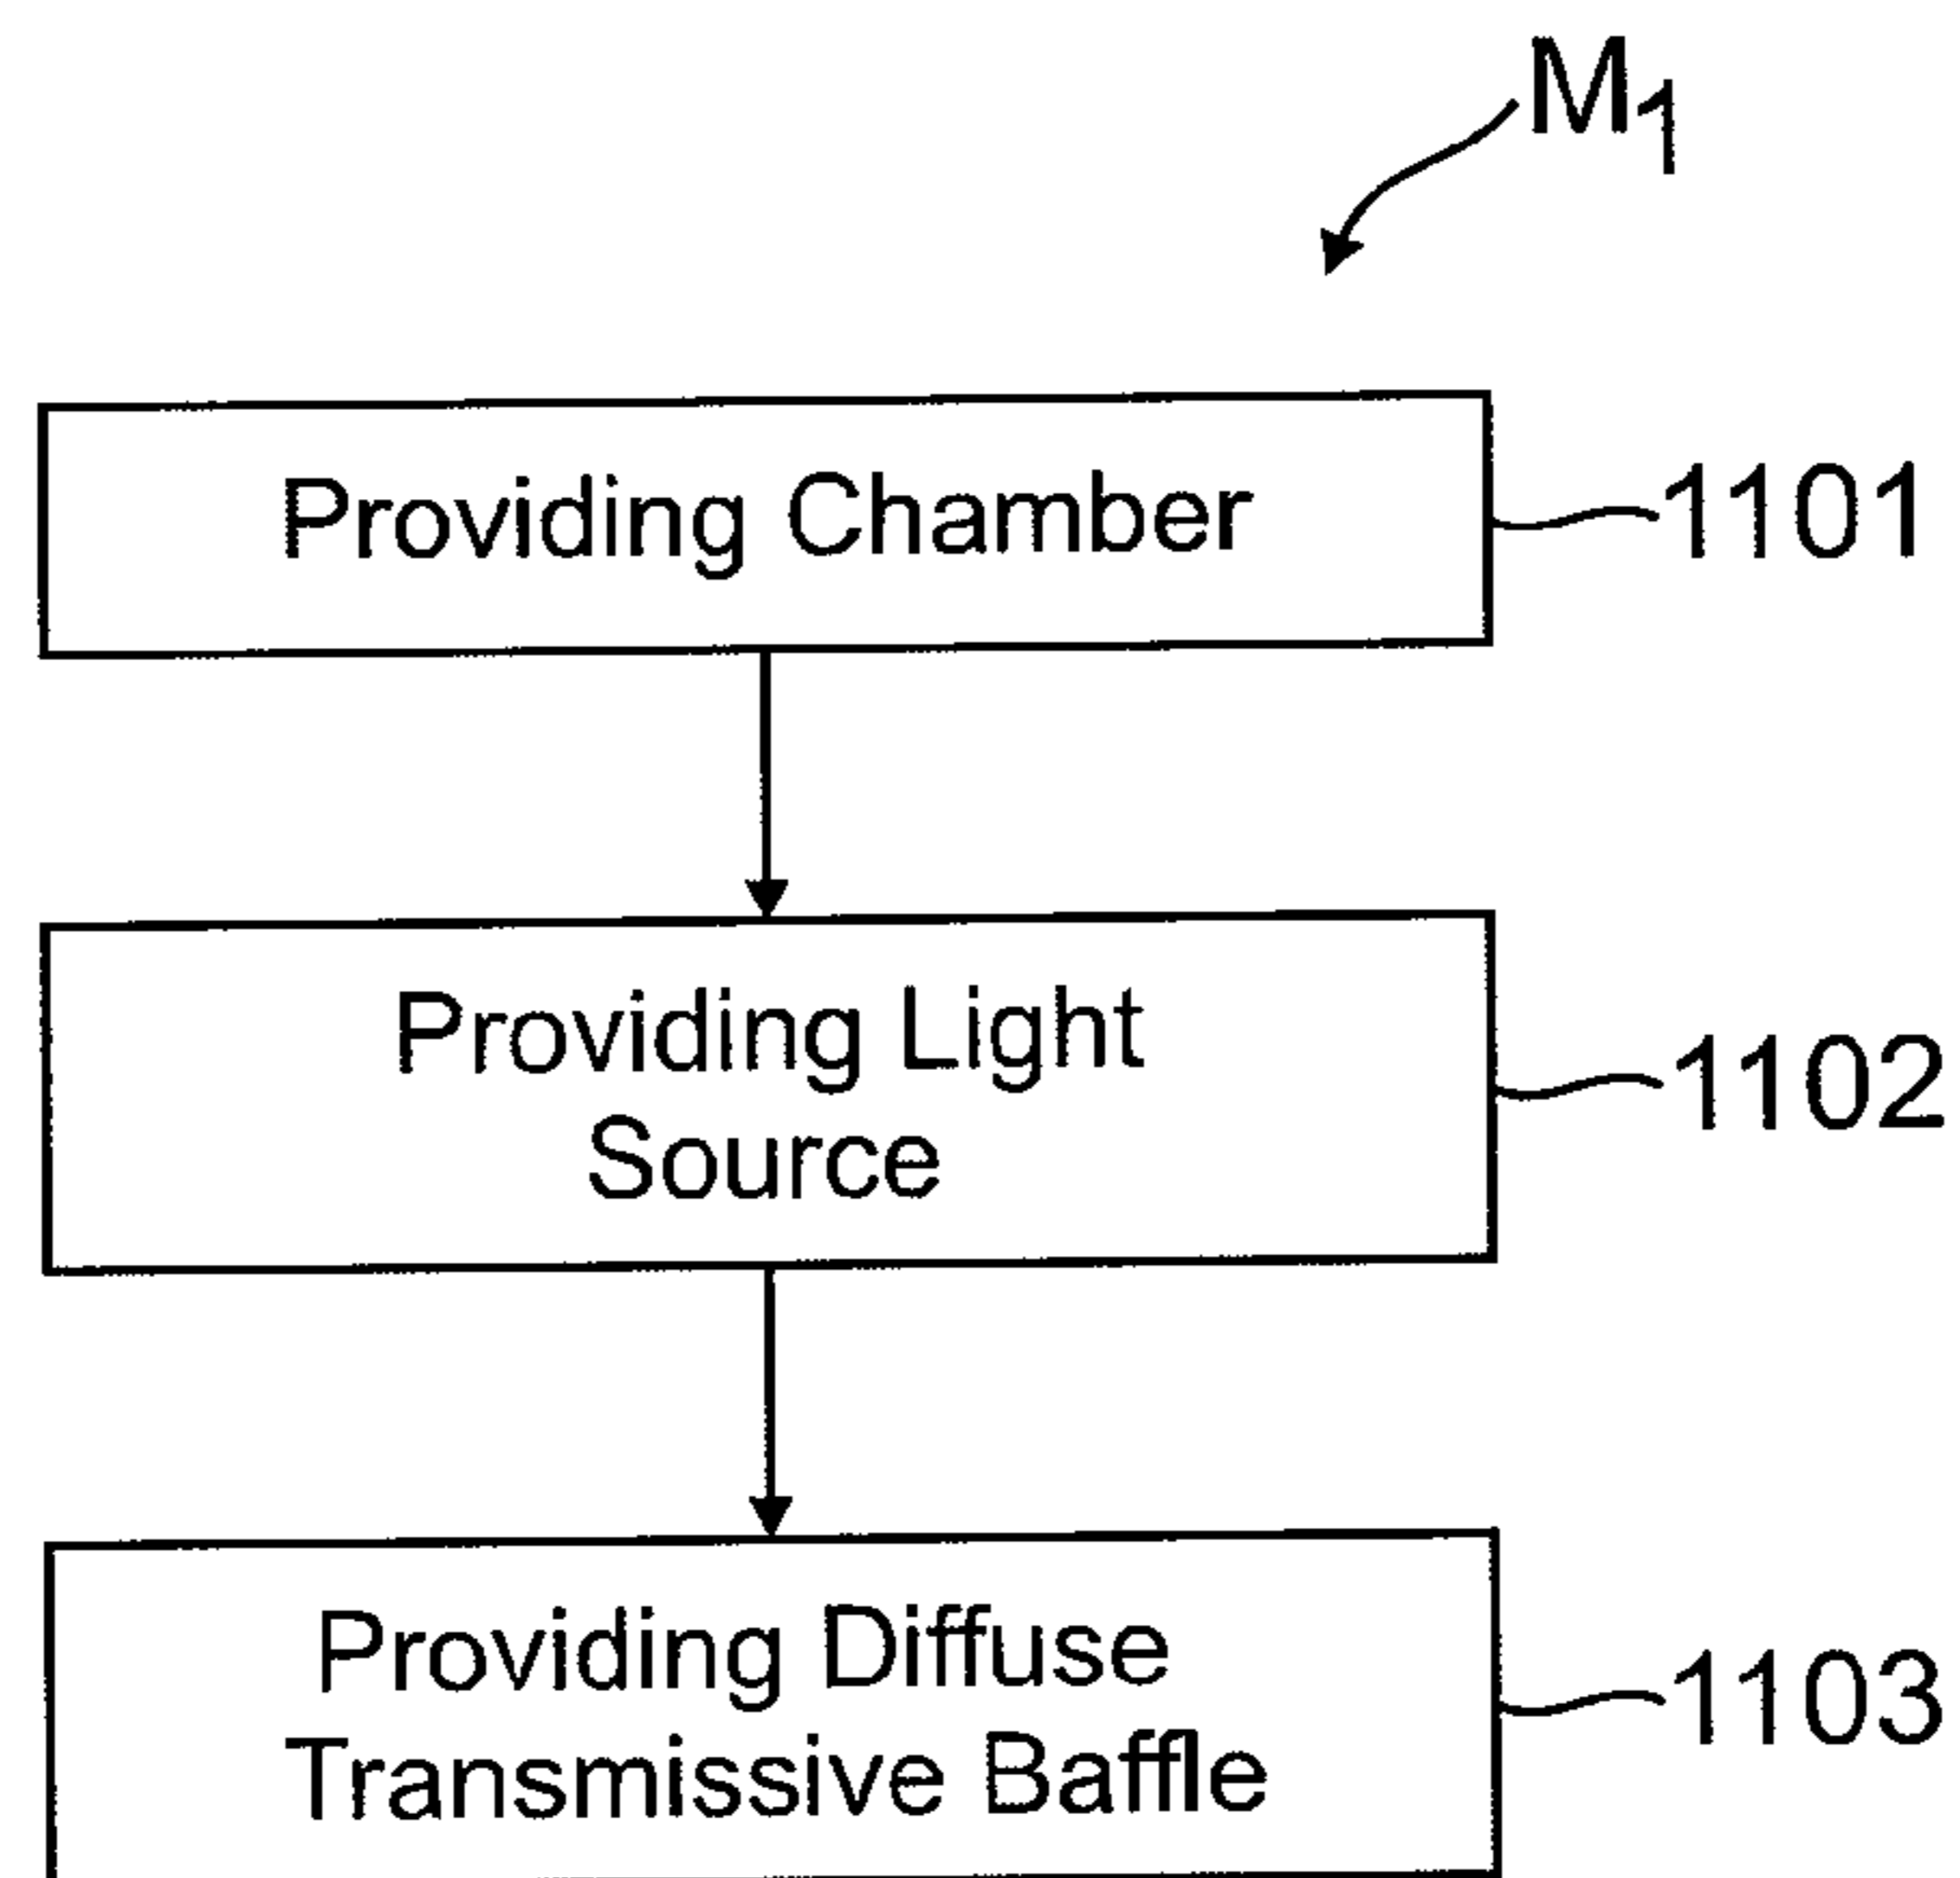 M1
Providing Chamber
1101
Providing Light
Source
1102
Providing Diffuse
Transmissive Baffle
1103